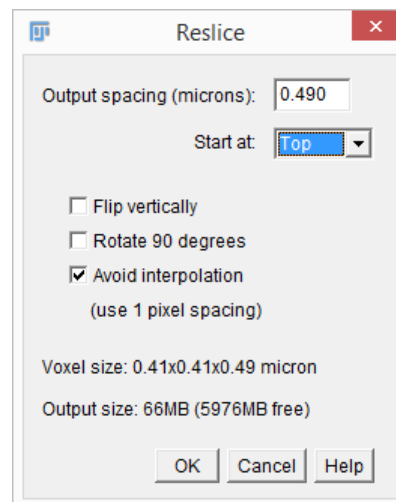 Reslice
Output spacing (microns): 0.490
Start at: Top
Flip vertically
Rotate 90 degrees
Avoid interpolation
(use 1 pixel spacing)
Voxel size: 0.41x0.41x0.49 micron
Output size: 66MB (5976MB free)
OK Cancel Help